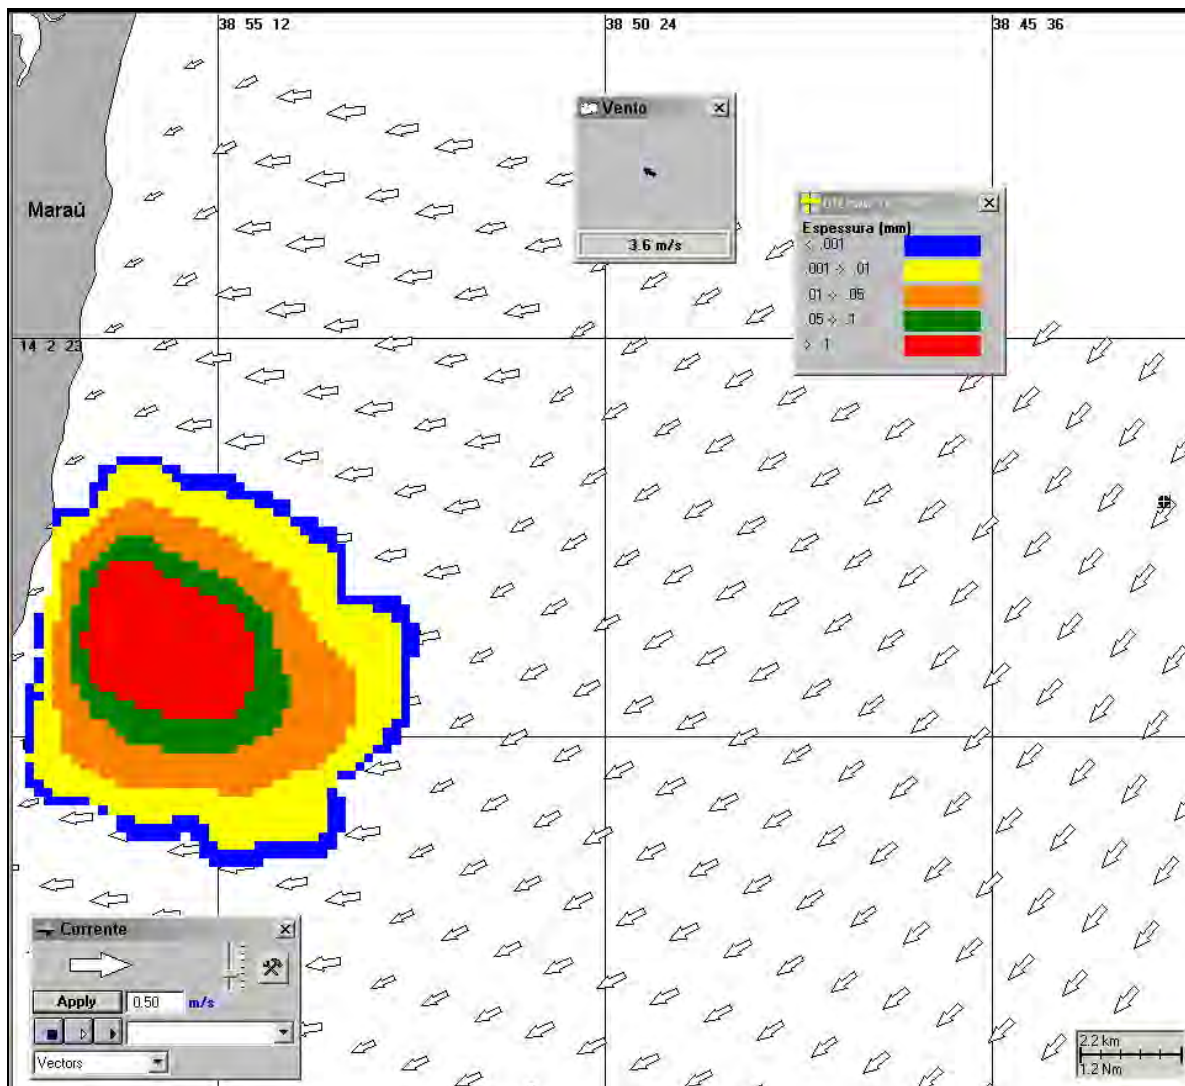 38 55 12
38 50 24
38 45 36
Vento
3.6 m/s
Maraú
Espessura (mm)
< .001
.001 > .01
.01 > .05
.05 > .1
> .1
14 2 23
Currente
Apply 0.50 m/s
Vectors
2.2 km
1.2 Nm